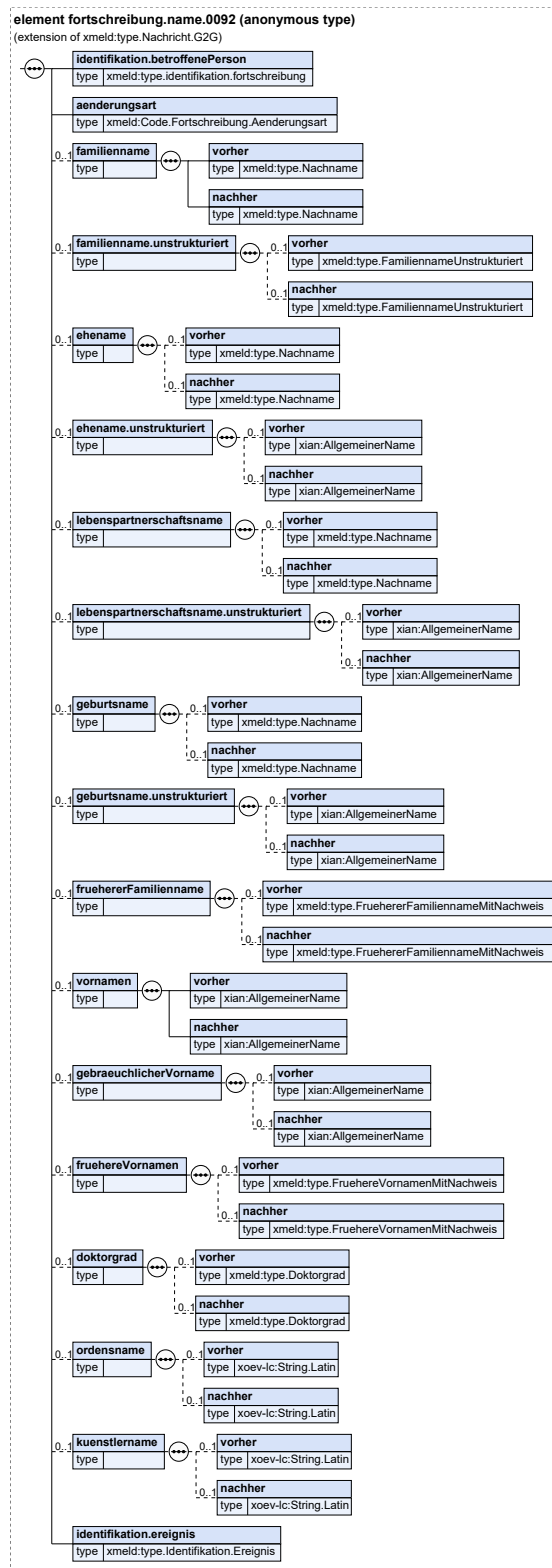 element fortschreibung.name.0092 (anonymous type)
(extension of xmeld:type.Nachricht.G2G)
identifikation.betroffenePerson
type xmeld:type.identifikation.fortschreibung
aenderungsart
type xmeld:Code.Fortschreibung.Aenderungsart
0..1 familienname
type
vorher
type xmeld:type.Nachname
nachher
type xmeld:type.Nachname
0..1 familienname.unstrukturiert
type
0..1 vorher
type xmeld:type.FamiliennameUnstrukturiert
0..1 nachher
type xmeld:type.FamiliennameUnstrukturiert
0..1 ehename
type
0..1 vorher
type xmeld:type.Nachname
0..1 nachher
type xmeld:type.Nachname
0..1 ehename.unstrukturiert
type
0..1 vorher
type xian:AllgemeinerName
0..1 nachher
type xian:AllgemeinerName
0..1 lebenspartnerschaftsname
type
0..1 vorher
type xmeld:type.Nachname
0..1 nachher
type xmeld:type.Nachname
0..1 lebenspartnerschaftsname.unstrukturiert
type
0..1 vorher
type xian:AllgemeinerName
0..1 nachher
type xian:AllgemeinerName
0..1 geburtsname
type
0..1 vorher
type xmeld:type.Nachname
0..1 nachher
type xmeld:type.Nachname
0..1 geburtsname.unstrukturiert
type
0..1 vorher
type xian:AllgemeinerName
0..1 nachher
type xian:AllgemeinerName
0..1 fruehererFamilienname
type
0..1 vorher
type xmeld:type.FruehererFamiliennameMitNachweis
0..1 nachher
type xmeld:type.FruehererFamiliennameMitNachweis
0..1 vornamen
type
vorher
type xian:AllgemeinerName
nachher
type xian:AllgemeinerName
0..1 gebraeuchlicherVorname
type
0..1 vorher
type xian:AllgemeinerName
0..1 nachher
type xian:AllgemeinerName
0..1 fruehereVornamen
type
0..1 vorher
type xmeld:type.FruehereVornamenMitNachweis
0..1 nachher
type xmeld:type.FruehereVornamenMitNachweis
0..1 doktorgrad
type
0..1 vorher
type xmeld:type.Doktorgrad
0..1 nachher
type xmeld:type.Doktorgrad
0..1 ordensname
type
0..1 vorher
type xoev-lc:String.Latin
0..1 nachher
type xoev-lc:String.Latin
0..1 kuenstlername
type
0..1 vorher
type xoev-lc:String.Latin
0..1 nachher
type xoev-lc:String.Latin
identifikation.ereignis
type xmeld:type.Identifikation.Ereignis